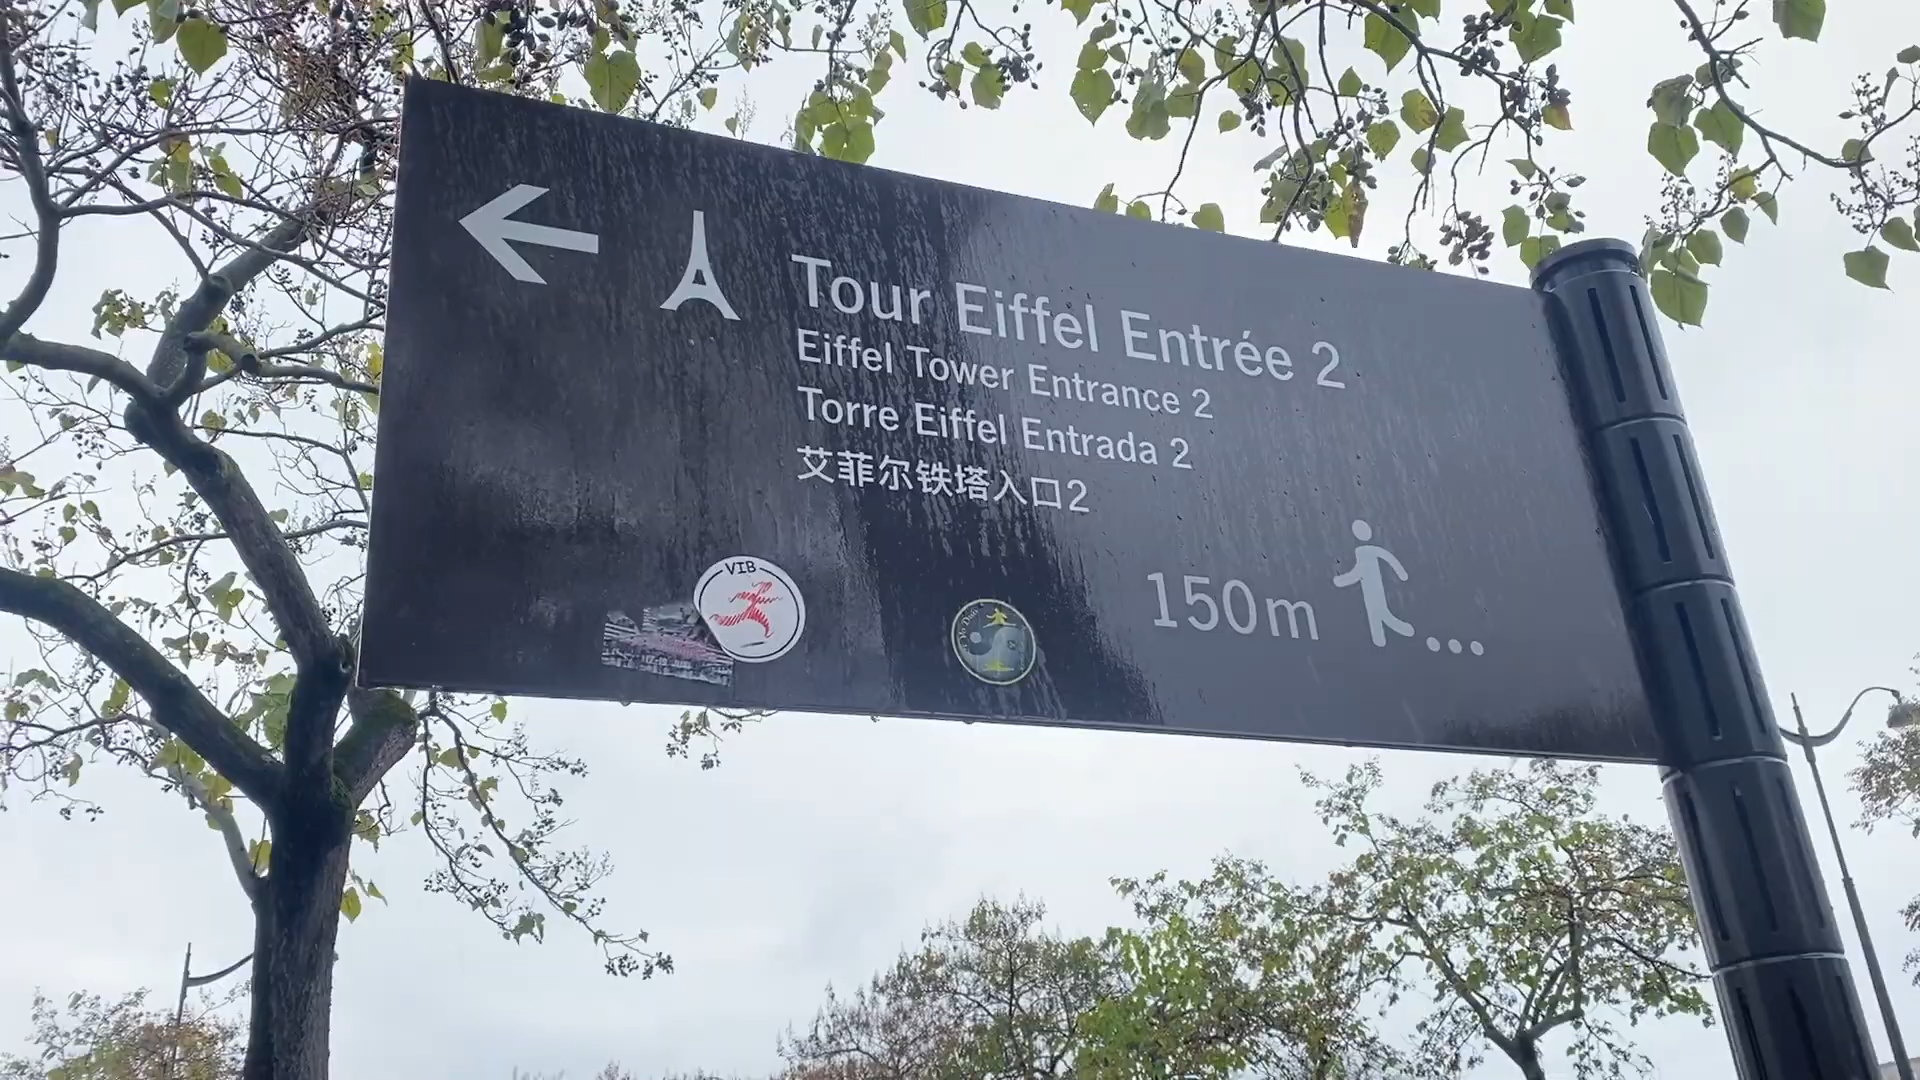 Tour Eiffel Entrée 2
Eiffel Tower Entrance 2
Torre Eiffel Entrada 2
艾菲尔铁塔入口2
150m
VIB